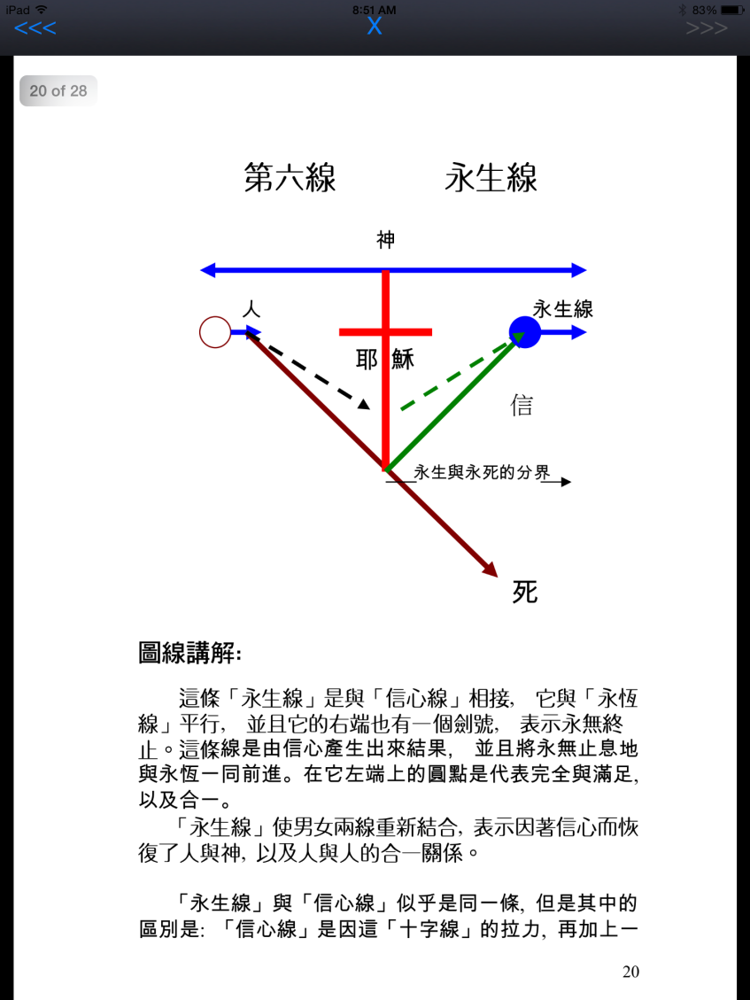 iPad 8:51 AM 83%
<<< X >>>
20 of 28
第六線 永生線
神
人 永生線
耶 穌
信
永生與永死的分界
死
圖線講解:
這條「永生線」是與「信心線」相接, 它與「永恆
線」平行, 並且它的右端也有一個劍號, 表示永無終
止。這條線是由信心產生出來結果, 並且將永無止息地
與永恆一同前進。在它左端上的圓點是代表完全與滿足,
以及合一。
「永生線」使男女兩線重新結合, 表示因著信心而恢
復了人與神, 以及人與人的合一關係。
「永生線」與「信心線」似乎是同一條, 但是其中的
區別是: 「信心線」是因這「十字線」的拉力, 再加上一
20